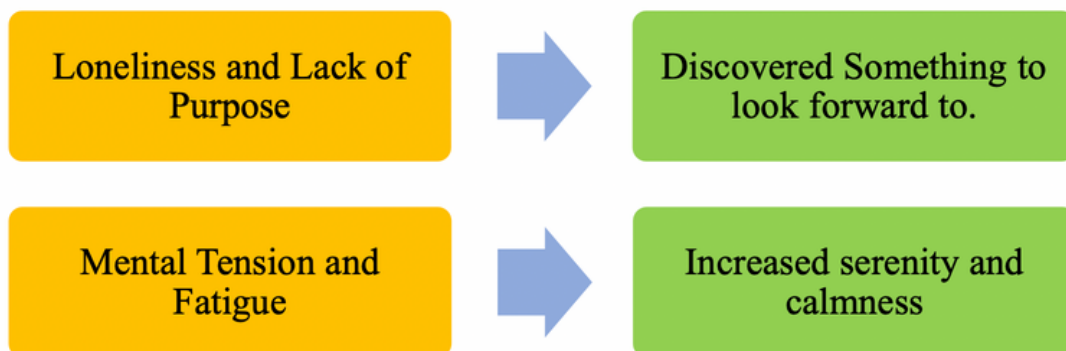 Loneliness and Lack of
Purpose
Discovered Something to
look forward to.
Mental Tension and
Fatigue
Increased serenity and
calmness